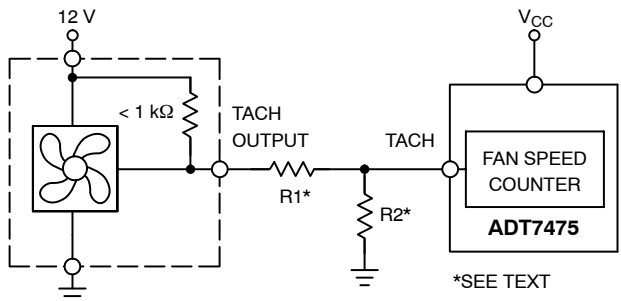 12 V
V_CC
< 1 kΩ
TACH
OUTPUT
TACH
R1*
R2*
FAN SPEED
COUNTER
ADT7475
*SEE TEXT